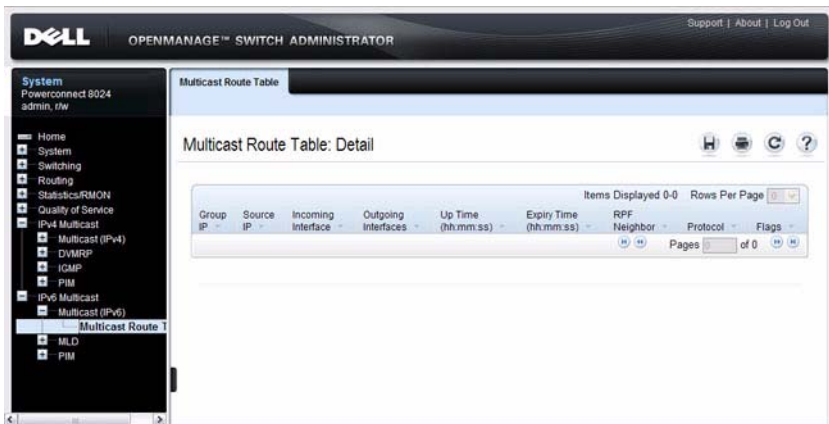 Support | About | Log Out
DELL OPENMANAGE™ SWITCH ADMINISTRATOR
System
Powerconnect 8024
admin, r/w
Home
System
Switching
Routing
Statistics/RMON
Quality of Service
IPv4 Multicast
Multicast (IPv4)
DVMRP
IGMP
PIM
IPv6 Multicast
Multicast (IPv6)
Multicast Route T
MLD
PIM
Multicast Route Table
Multicast Route Table: Detail
Items Displayed 0-0 Rows Per Page 0
Group IP Source IP Incoming Interface Outgoing Interfaces Up Time (hh:mm:ss) Expiry Time (hh:mm:ss) RPF Neighbor Protocol Flags
Pages 0 of 0